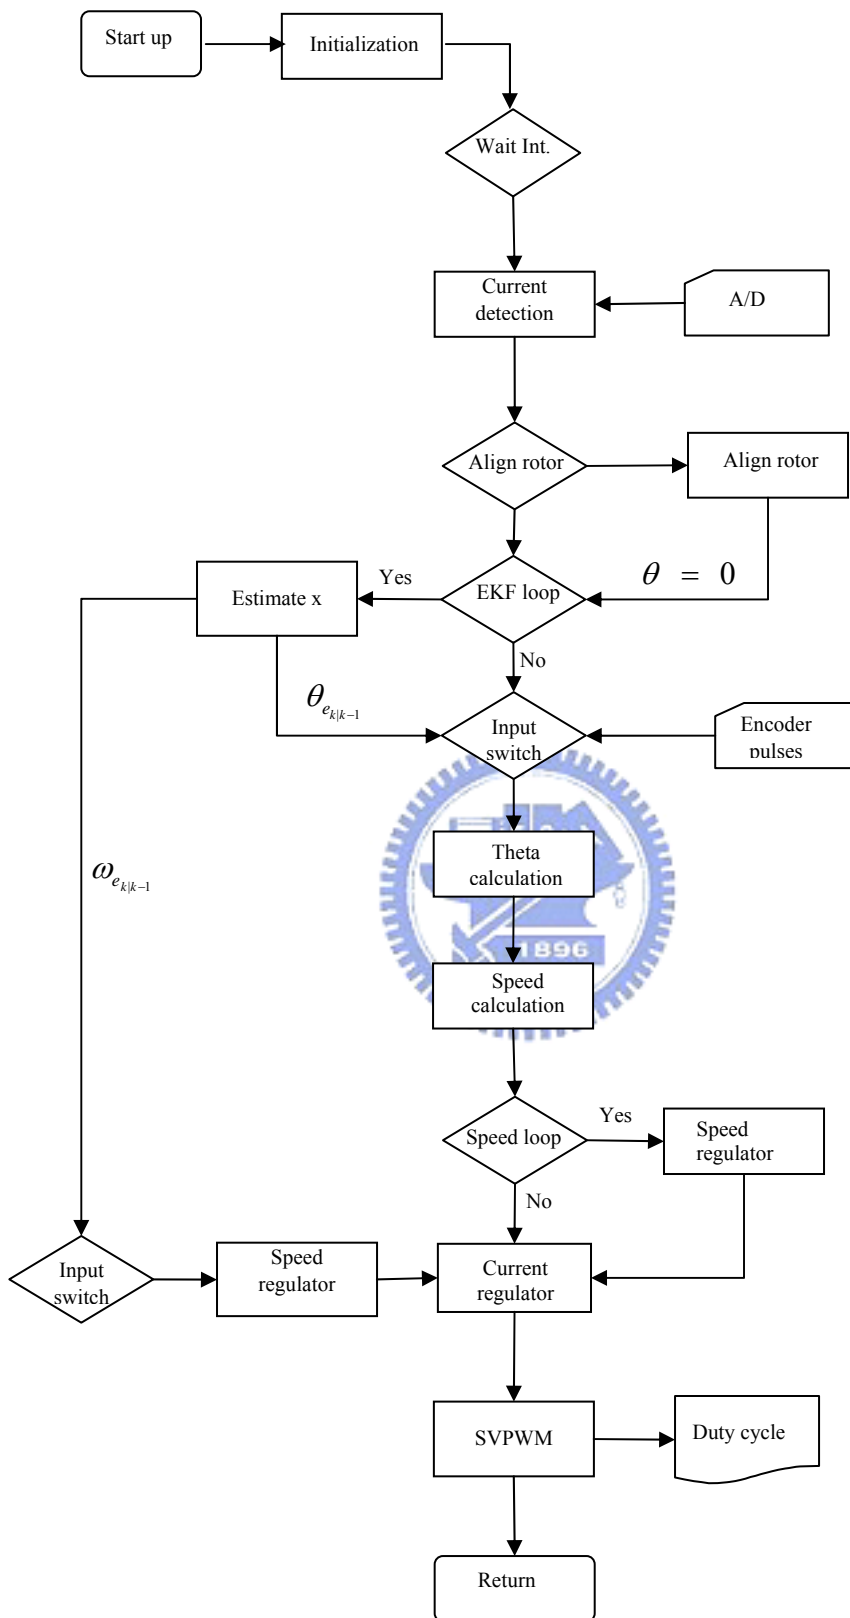 Start up
Initialization
Wait Int.
Current
detection
A/D
Align rotor
Align rotor
θ = 0
EKF loop
Yes
Estimate x
No
θ_{e_{k|k-1}}
Input
switch
Encoder
pulses
Theta
calculation
ω_{e_{k|k-1}}
1896
Speed
calculation
Speed loop
Yes
Speed
regulator
No
Input
switch
Speed
regulator
Current
regulator
SVPWM
Duty cycle
Return